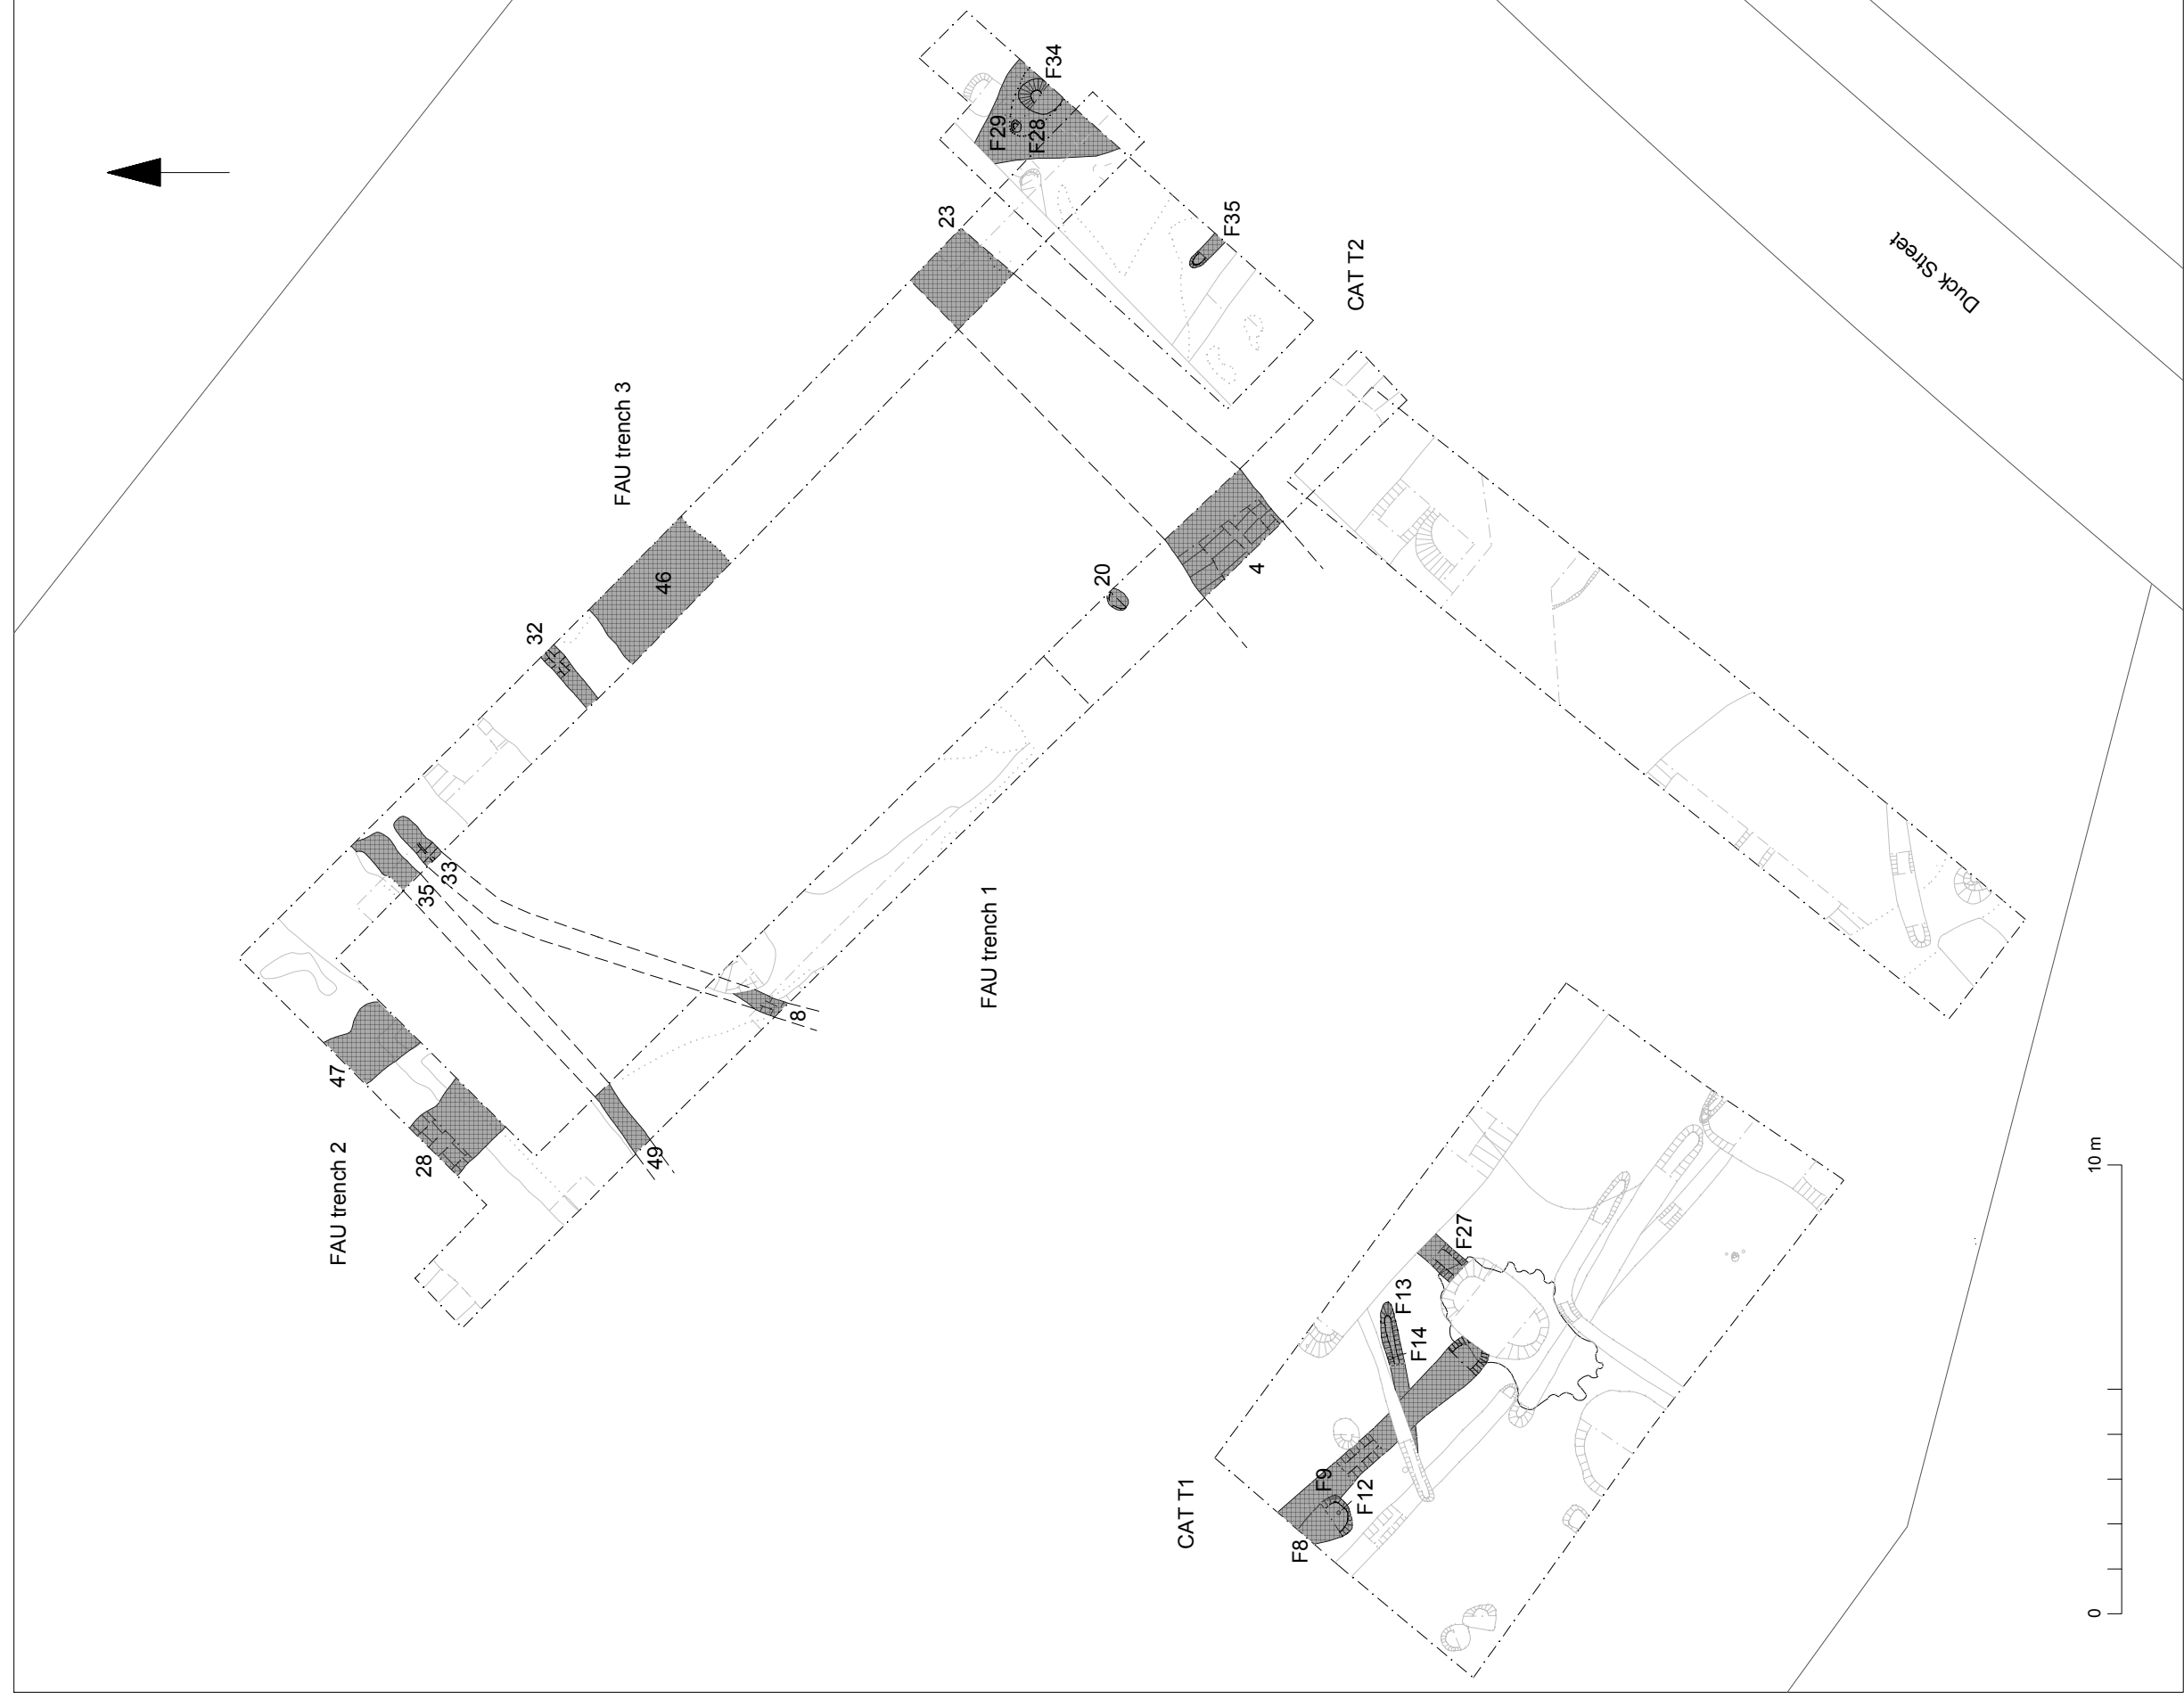 F34
F29
F28
23
F35
CAT T2
Duck Street
FAU trench 3
46
32
20
4
33
35
FAU trench 1
8
47
FAU trench 2
28
49
F27
F13
F14
CAT T1
F9
F12
F8
10 m
0